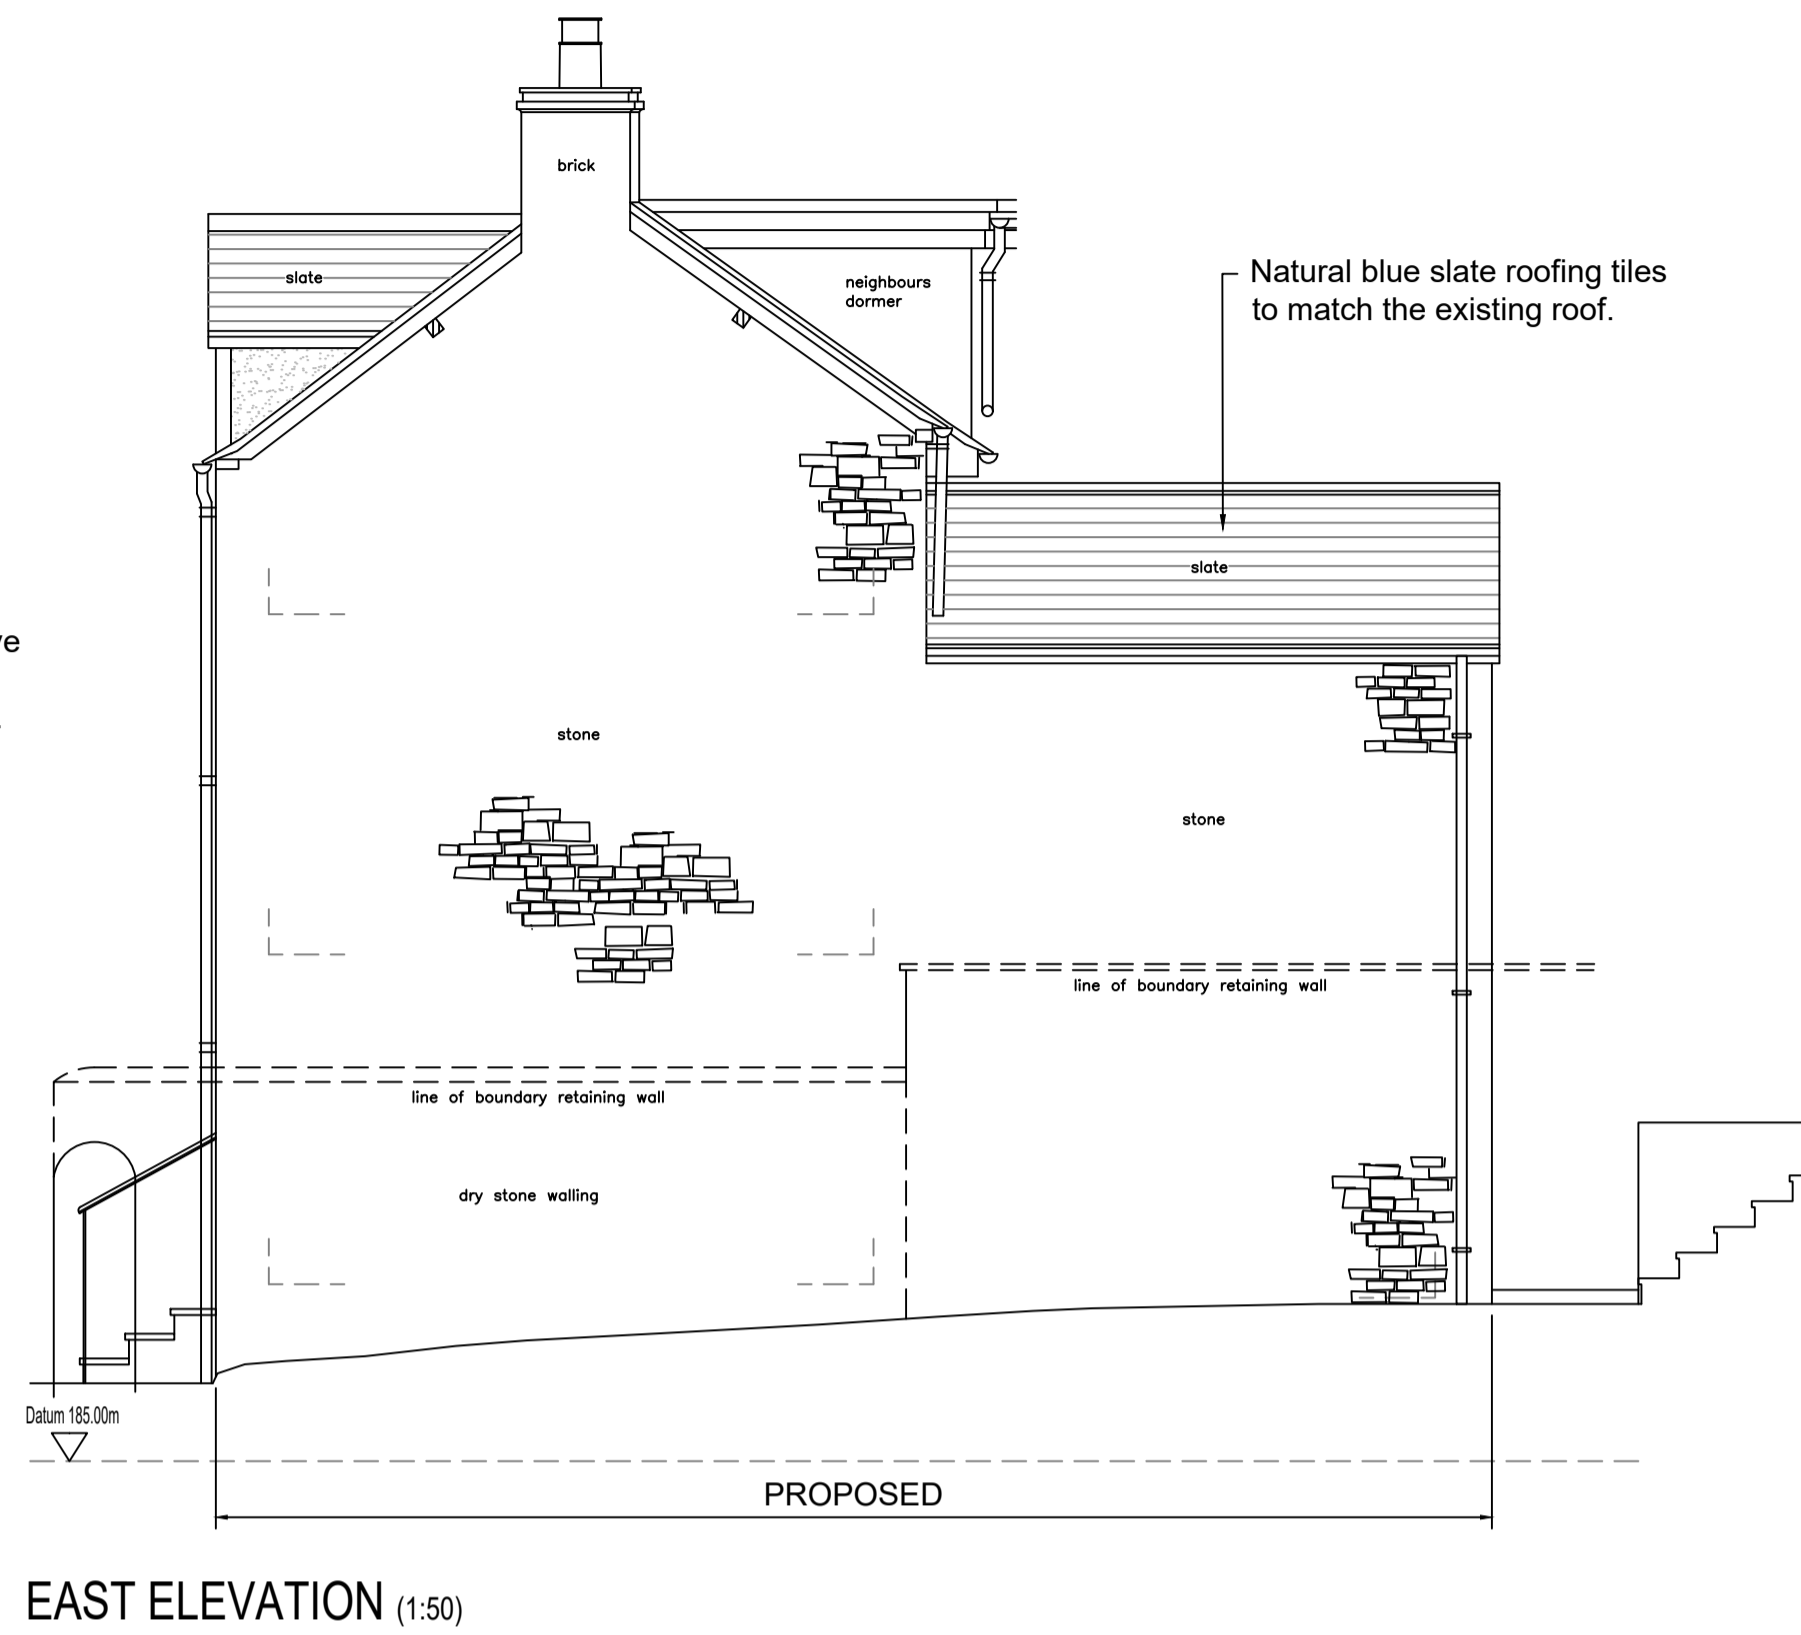 brick
slate
neighbours
dormer
Natural blue slate roofing tiles
to match the existing roof.
slate
ve
stone
stone
line of boundary retaining wall
line of boundary retaining wall
dry stone walling
Datum 185.00m
PROPOSED
EAST ELEVATION (1:50)